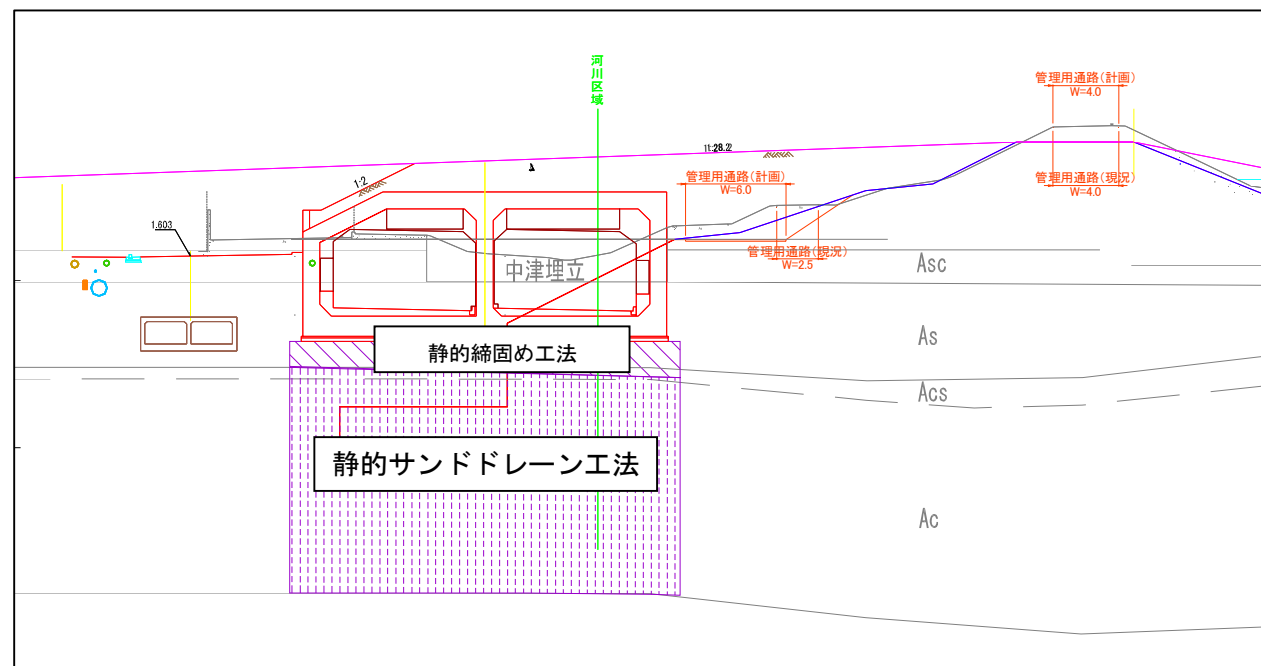 河川区域
管理用通路(計画)
W=4.0
1:2
管理用通路(計画)
W=6.0
管理用通路(現況)
W=4.0
1.603
管理用通路(現況)
W=2.5
中津埋立
Asc
As
静的締固め工法
Acs
静的サンドドレーン工法
Ac